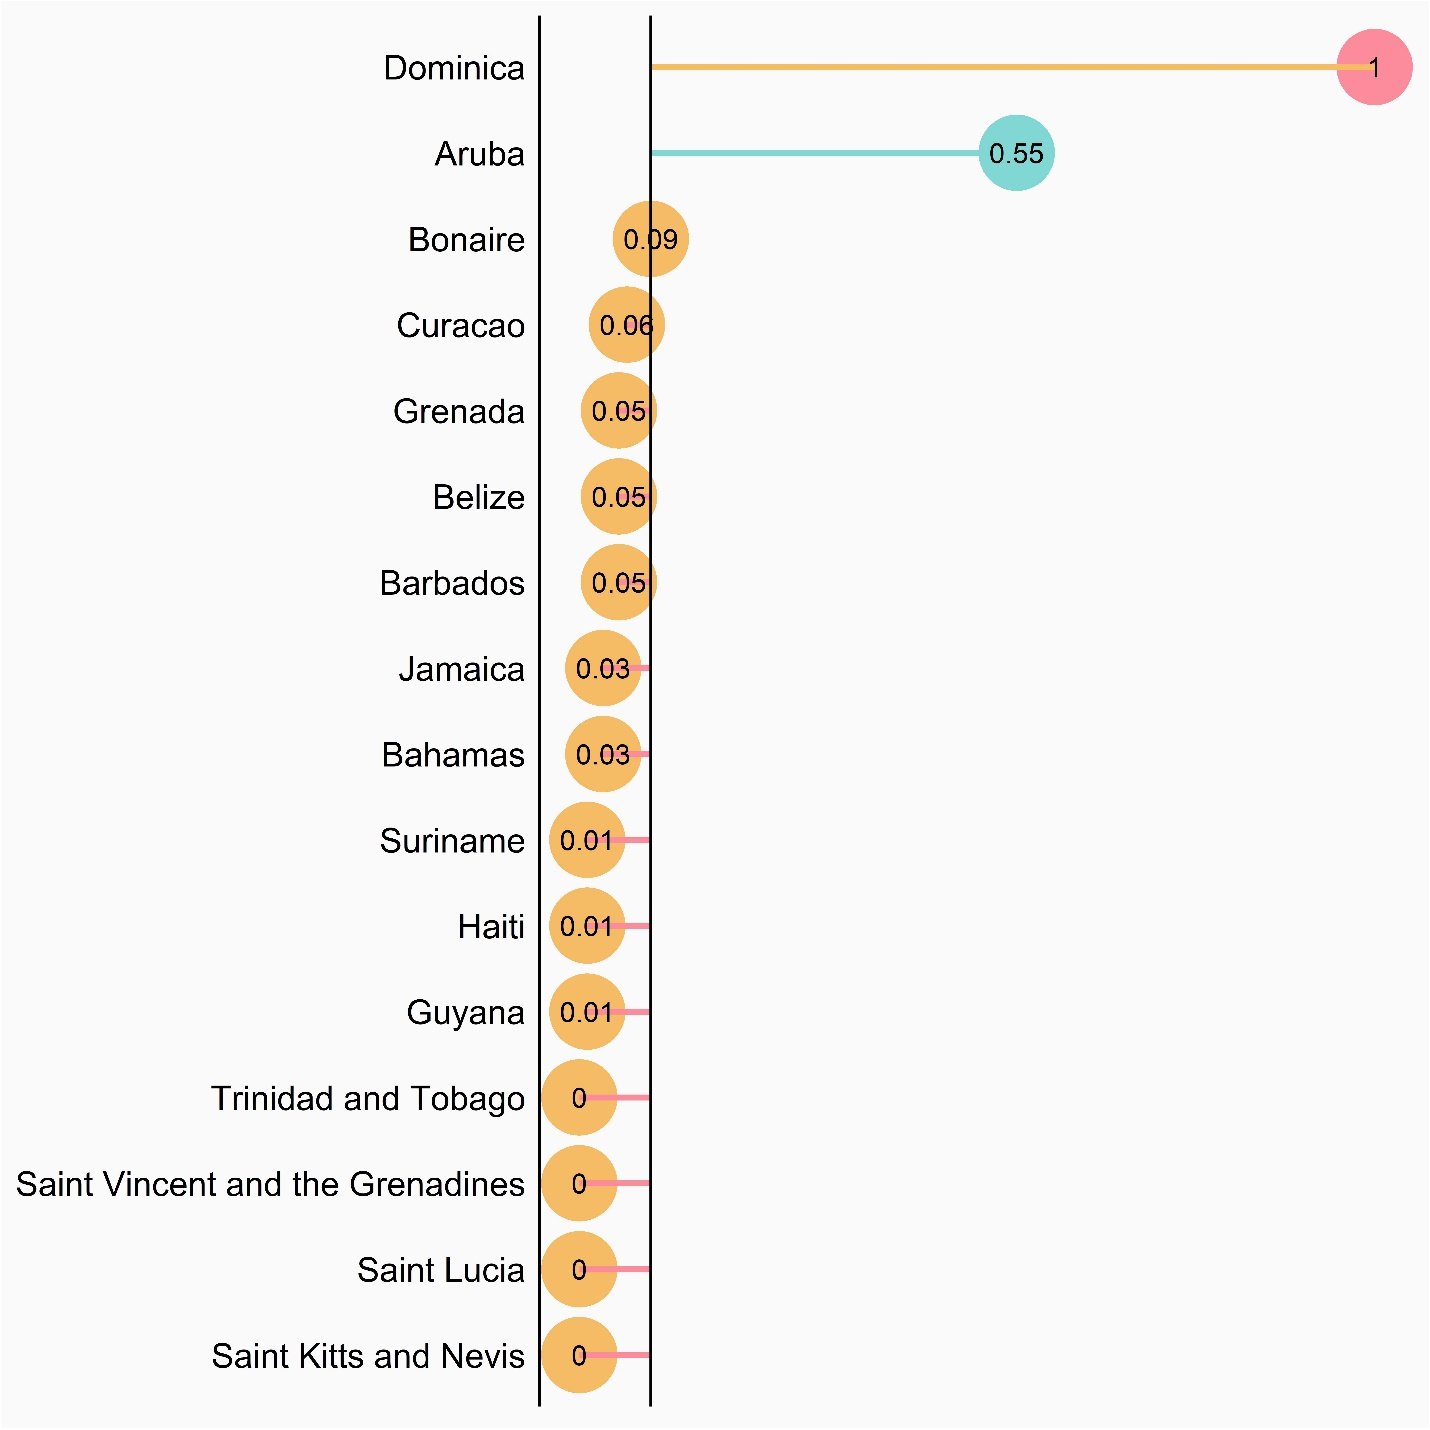 Dominica 1
Aruba 0.55
Bonaire 0.09
Curacao 0.06
Grenada 0.05
Belize 0.05
Barbados 0.05
Jamaica 0.03
Bahamas 0.03
Suriname 0.01
Haiti 0.01
Guyana 0.01
Trinidad and Tobago 0
Saint Vincent and the Grenadines 0
Saint Lucia 0
Saint Kitts and Nevis 0